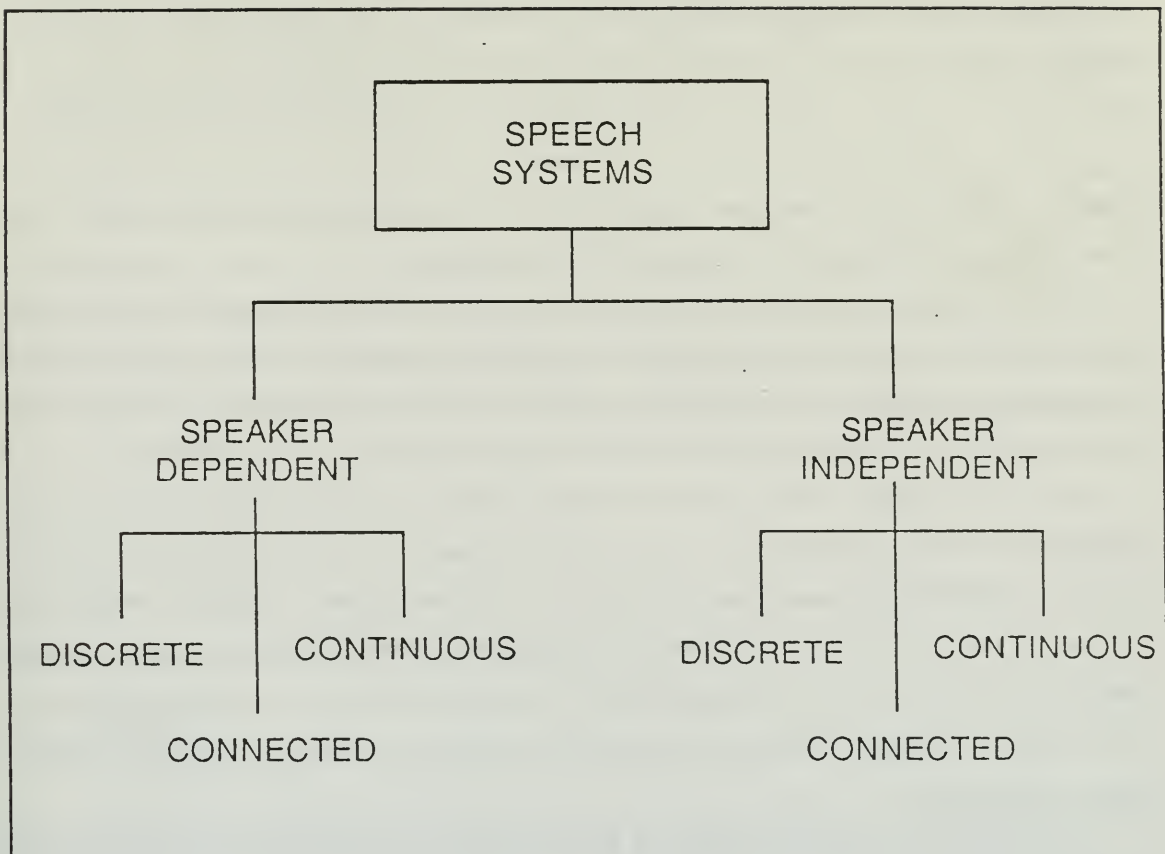 SPEECH
SYSTEMS
SPEAKER
DEPENDENT
SPEAKER
INDEPENDENT
DISCRETE
CONTINUOUS
DISCRETE
CONTINUOUS
CONNECTED
CONNECTED